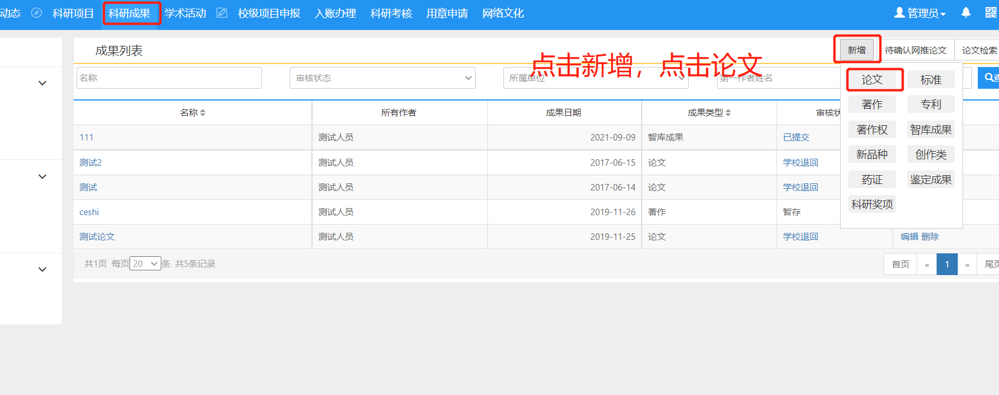 动态 科研项目 科研成果 学术活动 校级项目申报 入账办理 科研考核 用章申请 网络文化 管理员
成果列表 新增 待确认网推论文 论文检索
点击新增，点击论文
名称 审核状态 所属单位 第一作者姓名
论文 标准
著作 专利
著作权 智库成果
新品种 创作类
药证 鉴定成果
科研奖项
名称 所有作者 成果日期 成果类型 审核状
111 测试人员 2021-09-09 智库成果 已提交
测试2 测试人员 2017-06-15 论文 学校退回
测试 测试人员 2017-06-14 论文 学校退回
ceshi 测试人员 2019-11-26 著作 暂存
测试论文 测试人员 2019-11-25 论文 学校退回 编辑 删除
共1页 每页 20 条 共5条记录 首页 « 1 » 尾页